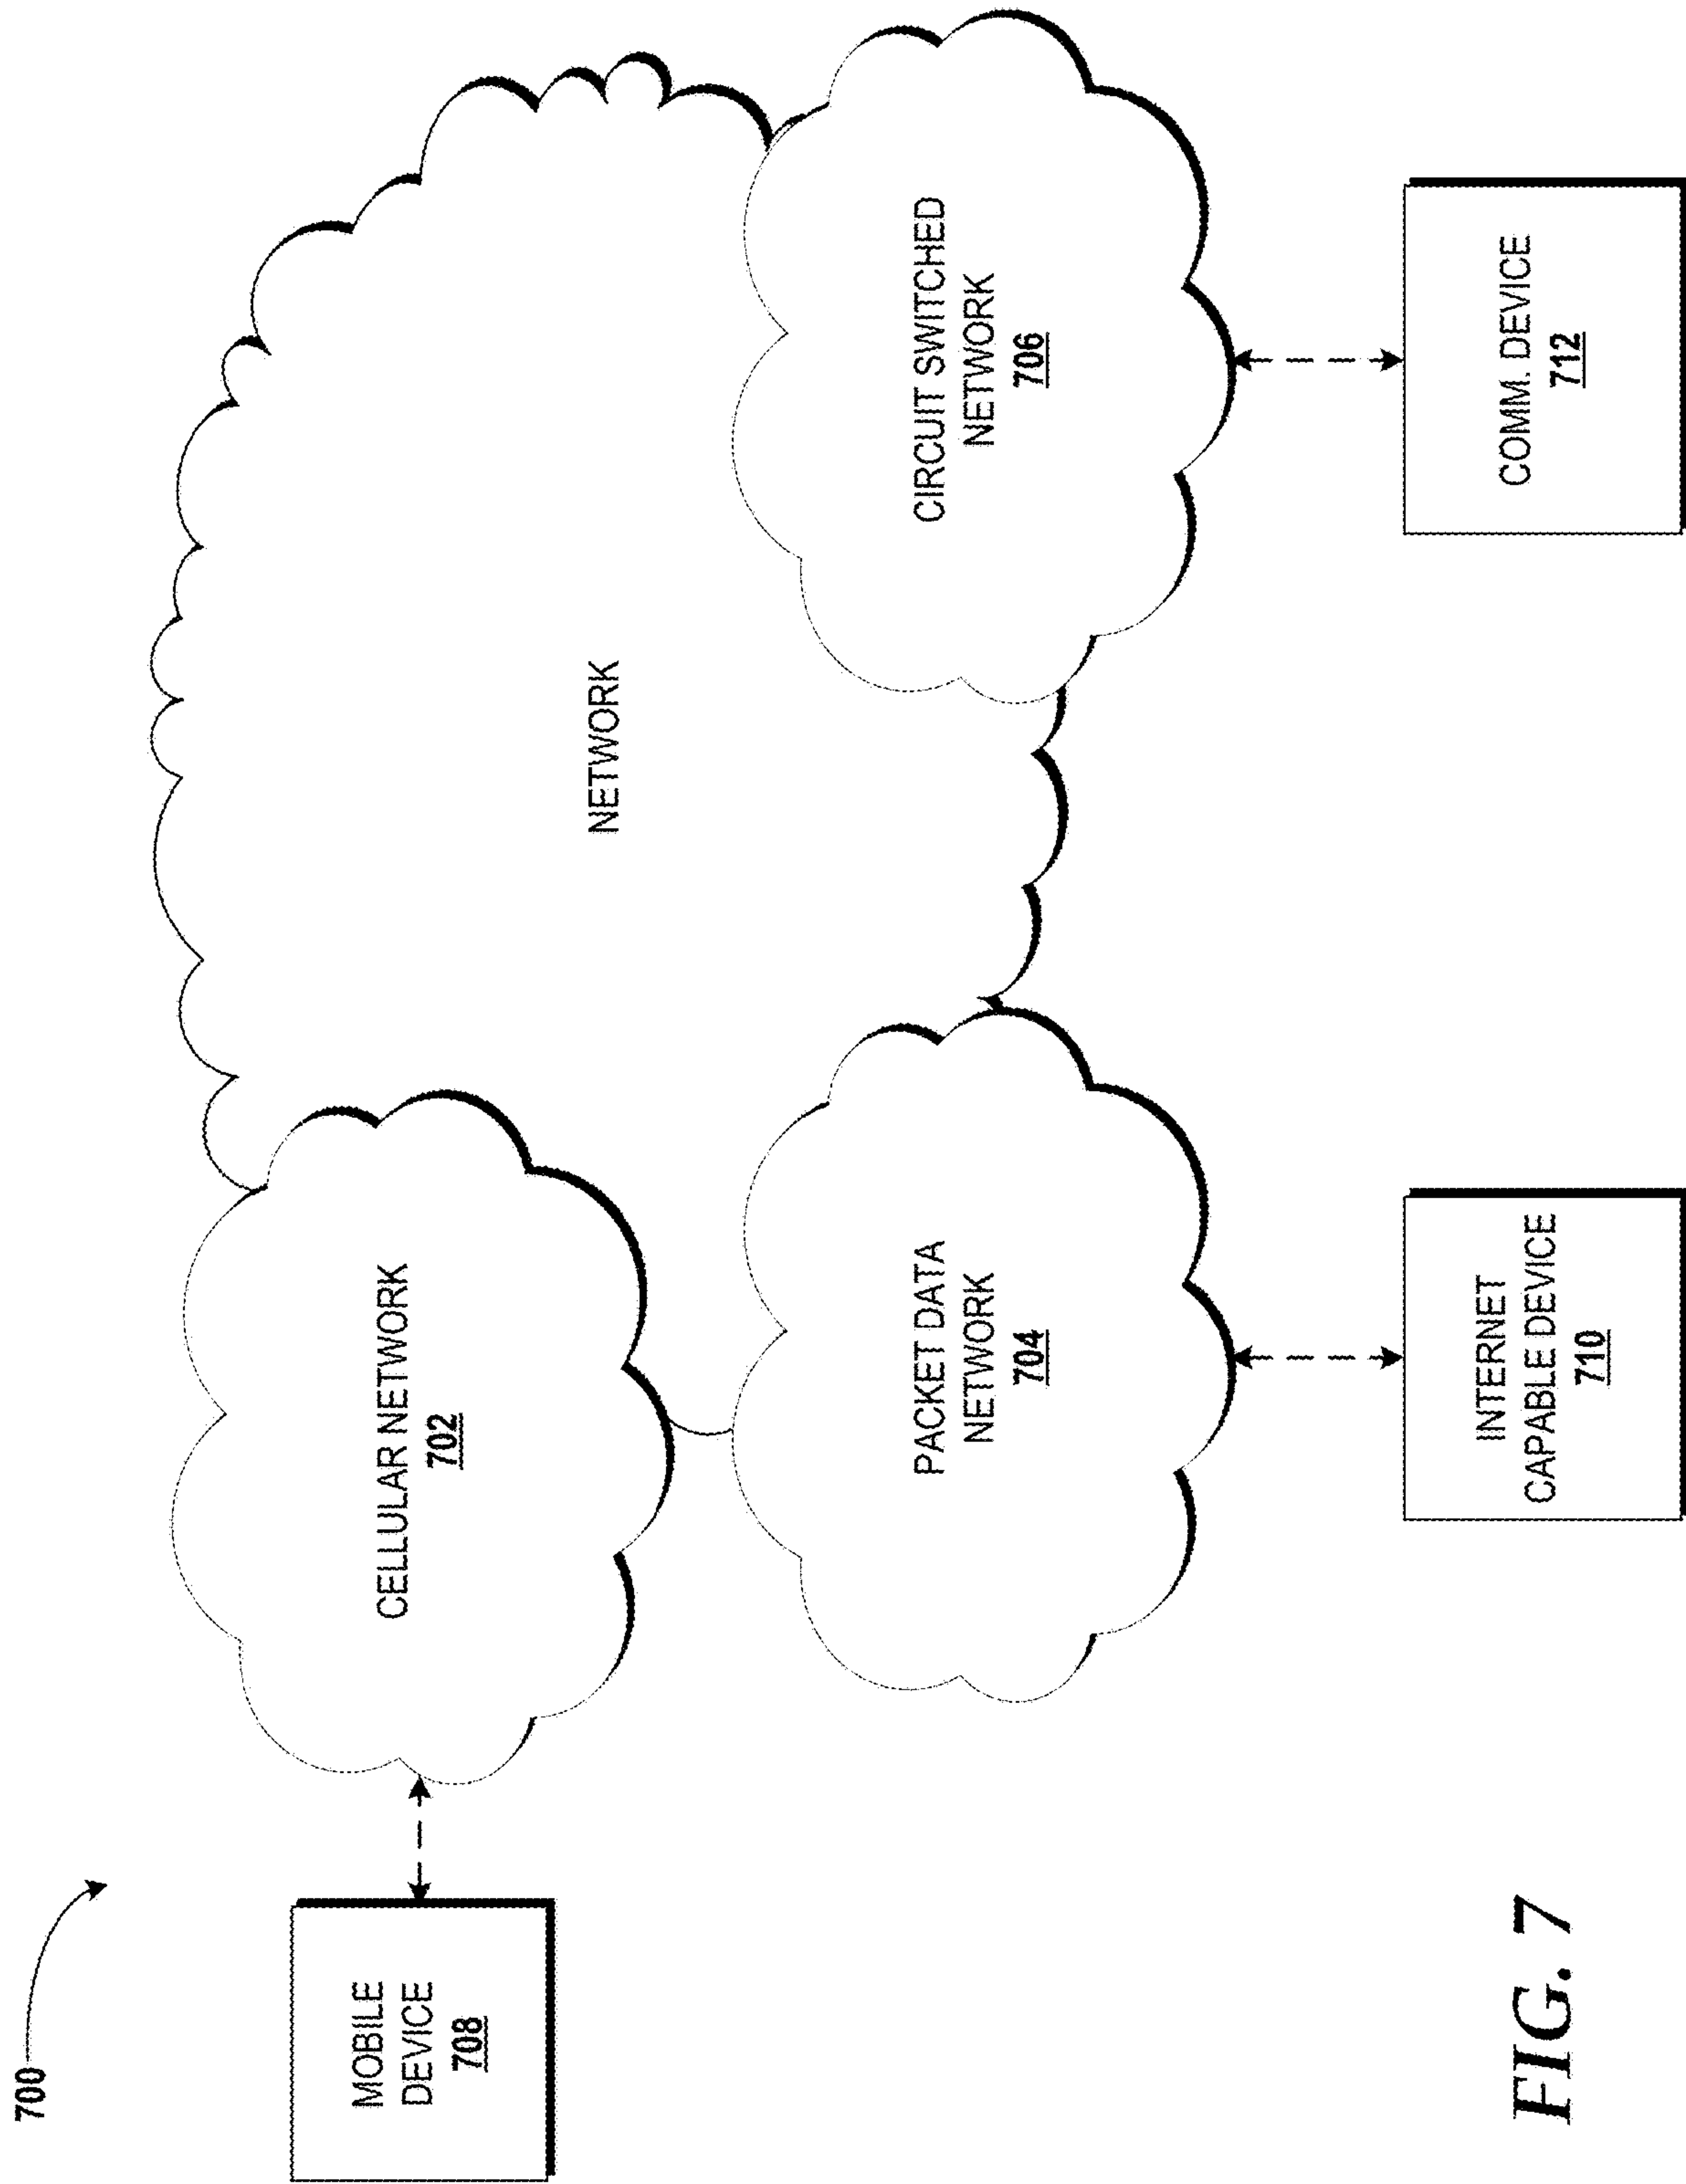 700
MOBILE
DEVICE
708
CELLULAR NETWORK
702
NETWORK
PACKET DATA
NETWORK
704
CIRCUIT SWITCHED
NETWORK
706
INTERNET
CAPABLE DEVICE
710
COMM. DEVICE
712
FIG. 7